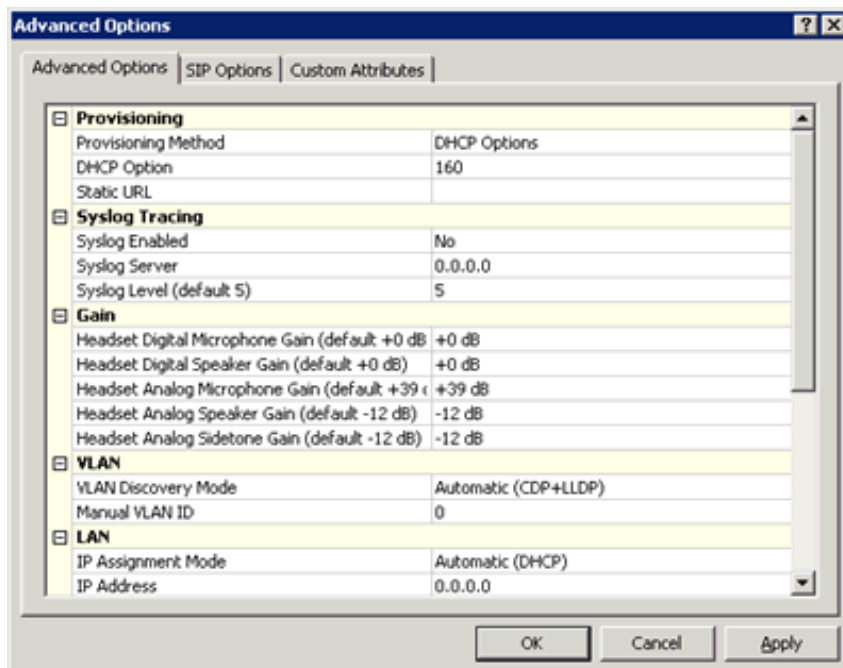 Advanced Options
Advanced Options SIP Options Custom Attributes
Provisioning
Provisioning Method DHCP Options
DHCP Option 160
Static URL
Syslog Tracing
Syslog Enabled No
Syslog Server 0.0.0.0
Syslog Level (default 5) 5
Gain
Headset Digital Microphone Gain (default +0 dB +0 dB
Headset Digital Speaker Gain (default +0 dB) +0 dB
Headset Analog Microphone Gain (default +39 +39 dB
Headset Analog Speaker Gain (default -12 dB) -12 dB
Headset Analog Sidetone Gain (default -12 dB) -12 dB
VLAN
VLAN Discovery Mode Automatic (CDP+LLDP)
Manual VLAN ID 0
LAN
IP Assignment Mode Automatic (DHCP)
IP Address 0.0.0.0
OK Cancel Apply